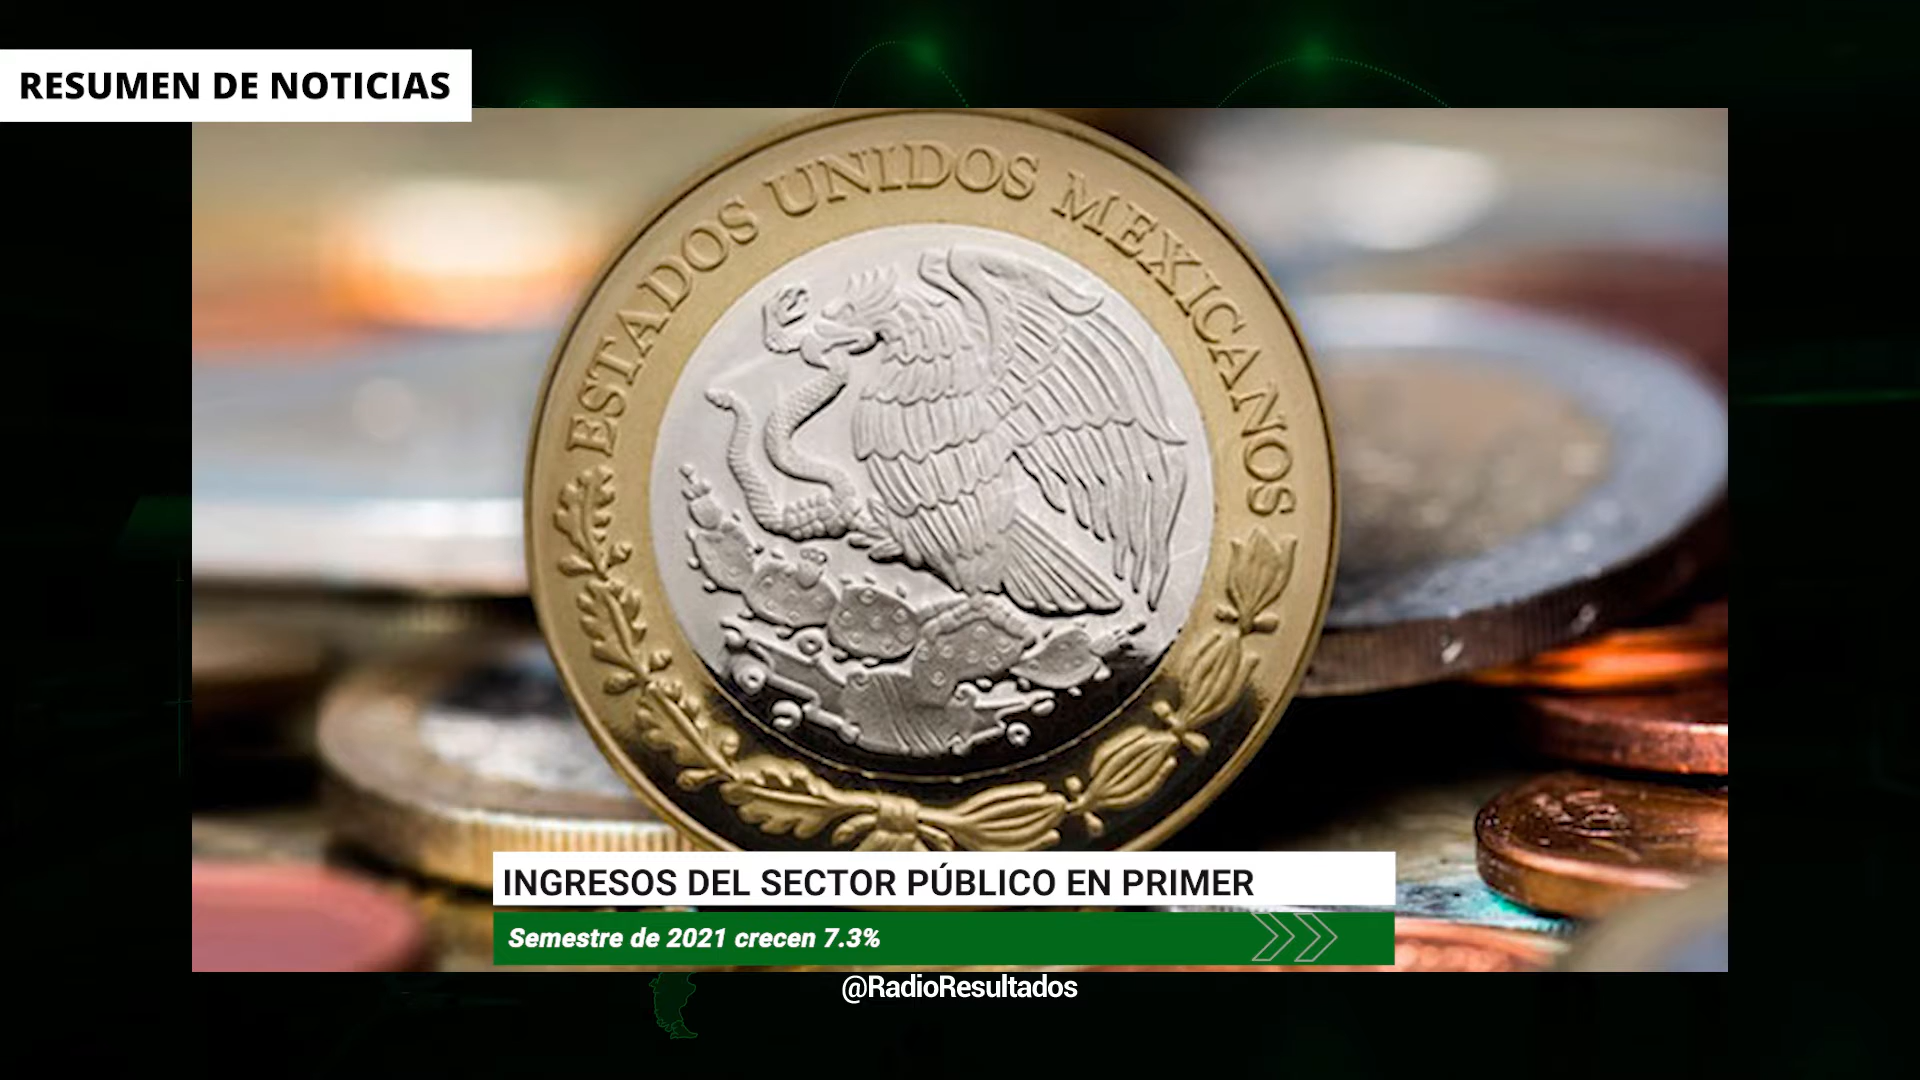 RESUMEN DE NOTICIAS
ESTADOS UNIDOS MEXICANOS
INGRESOS DEL SECTOR PÚBLICO EN PRIMER
Semestre de 2021 crecen 7.3%
@RadioResultados